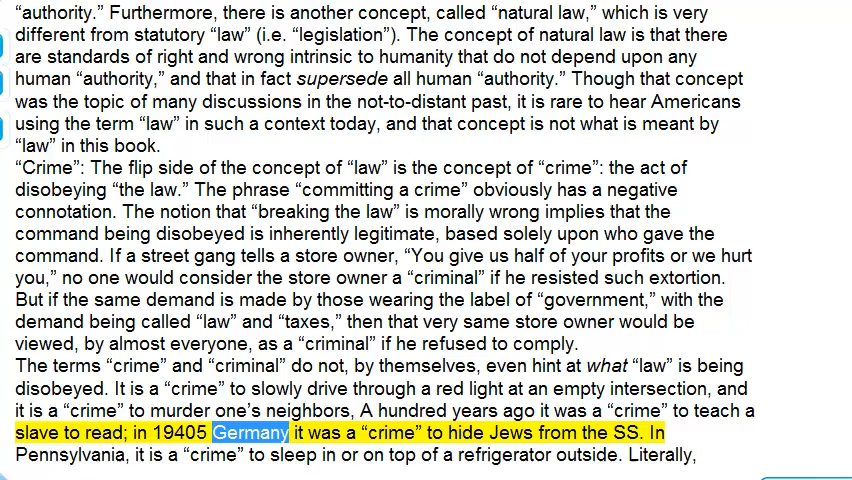 “authority.” Furthermore, there is another concept, called “natural law,” which is very
different from statutory “law” (i.e. “legislation”). The concept of natural law is that there
are standards of right and wrong intrinsic to humanity that do not depend upon any
human “authority,” and that in fact supersede all human “authority.” Though that concept
was the topic of many discussions in the not-to-distant past, it is rare to hear Americans
using the term “law” in such a context today, and that concept is not what is meant by
“law” in this book.
“Crime”: The flip side of the concept of “law” is the concept of “crime”: the act of
disobeying “the law.” The phrase “committing a crime” obviously has a negative
connotation. The notion that “breaking the law” is morally wrong implies that the
command being disobeyed is inherently legitimate, based solely upon who gave the
command. If a street gang tells a store owner, “You give us half of your profits or we hurt
you,” no one would consider the store owner a “criminal” if he resisted such extortion.
But if the same demand is made by those wearing the label of “government,” with the
demand being called “law” and “taxes,” then that very same store owner would be
viewed, by almost everyone, as a “criminal” if he refused to comply.
The terms “crime” and “criminal” do not, by themselves, even hint at what “law” is being
disobeyed. It is a “crime” to slowly drive through a red light at an empty intersection, and
it is a “crime” to murder one’s neighbors, A hundred years ago it was a “crime” to teach a
slave to read; in 19405 Germany it was a “crime” to hide Jews from the SS. In
Pennsylvania, it is a “crime” to sleep in or on top of a refrigerator outside. Literally,